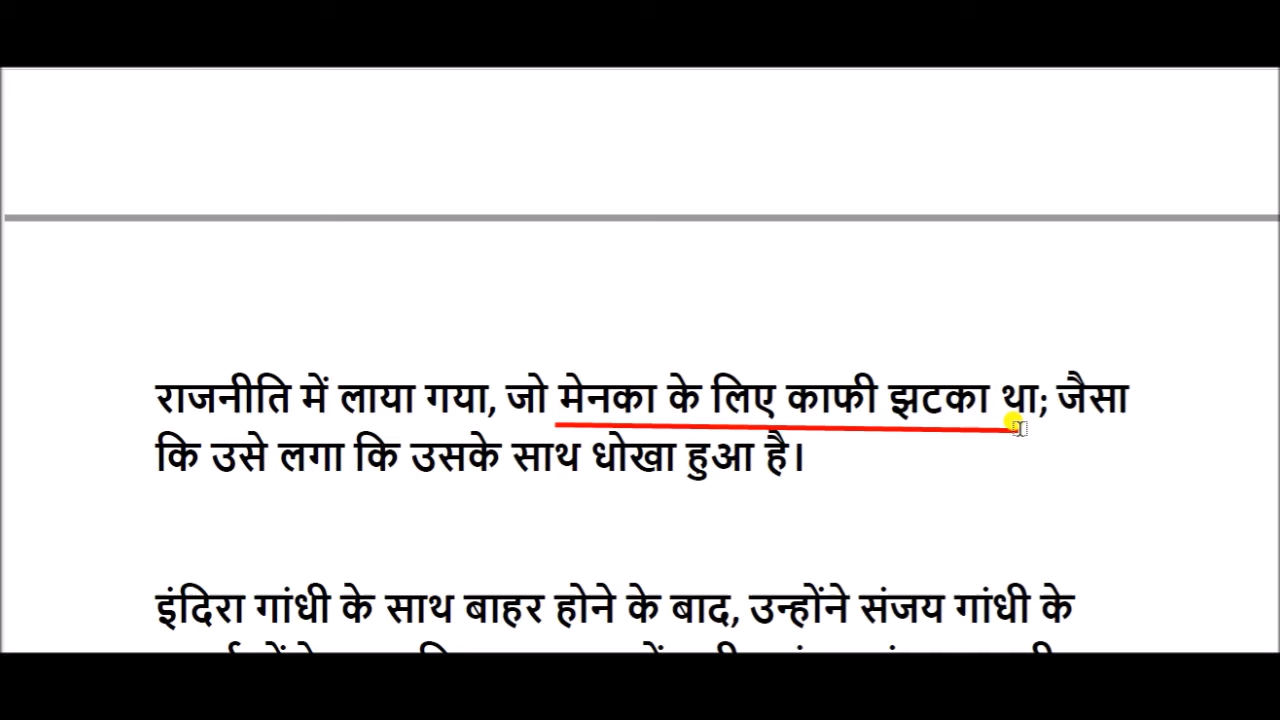 राजनीति में लाया गया, जो मेनका के लिए काफी झटका था; जैसा
कि उसे लगा कि उसके साथ धोखा हुआ है।
इंदिरा गांधी के साथ बाहर होने के बाद, उन्होंने संजय गांधी के